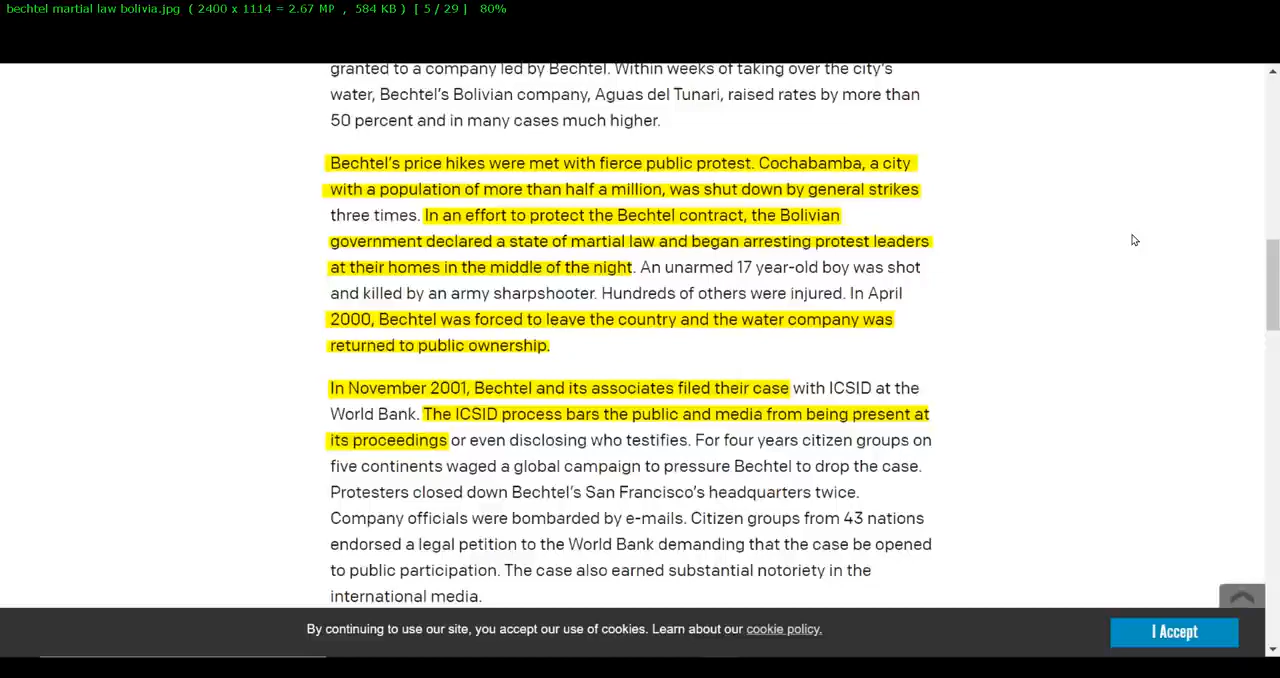 bechtel martial law bolivia.jpg ( 2400 x 1114 = 2.67 MP , 584 KB ) [ 5 / 29 ] 80%
granted to a company led by Bechtel. Within weeks of taking over the city's
water, Bechtel's Bolivian company, Aguas del Tunari, raised rates by more than
50 percent and in many cases much higher.
Bechtel's price hikes were met with fierce public protest. Cochabamba, a city
with a population of more than half a million, was shut down by general strikes
three times. In an effort to protect the Bechtel contract, the Bolivian
government declared a state of martial law and began arresting protest leaders
at their homes in the middle of the night. An unarmed 17 year-old boy was shot
and killed by an army sharpshooter. Hundreds of others were injured. In April
2000, Bechtel was forced to leave the country and the water company was
returned to public ownership.
In November 2001, Bechtel and its associates filed their case with ICSID at the
World Bank. The ICSID process bars the public and media from being present at
its proceedings or even disclosing who testifies. For four years citizen groups on
five continents waged a global campaign to pressure Bechtel to drop the case.
Protesters closed down Bechtel's San Francisco's headquarters twice.
Company officials were bombarded by e-mails. Citizen groups from 43 nations
endorsed a legal petition to the World Bank demanding that the case be opened
to public participation. The case also earned substantial notoriety in the
international media.
By continuing to use our site, you accept our use of cookies. Learn about our cookie policy.
I Accept